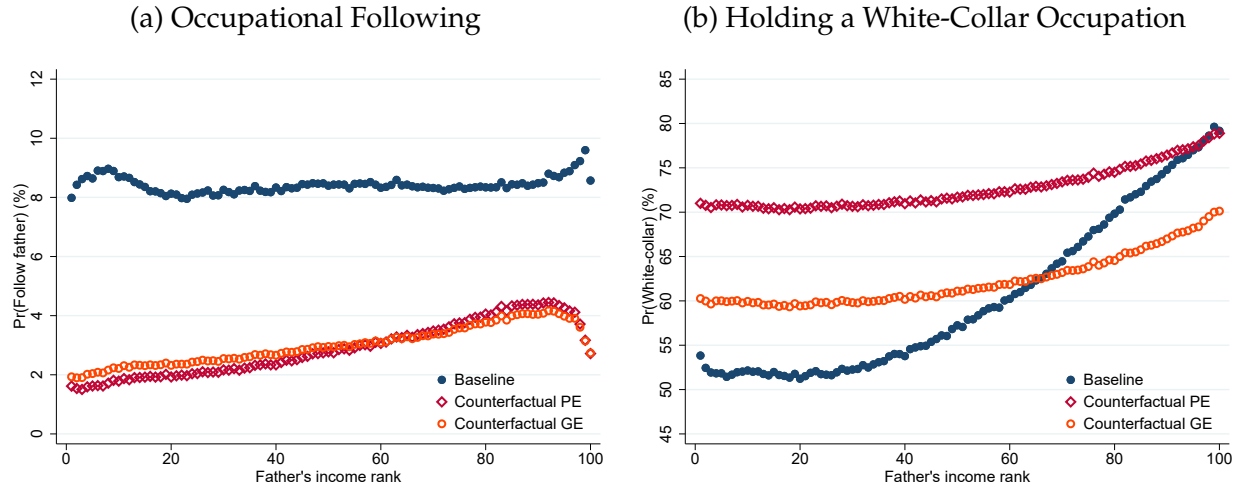 (a) Occupational Following
Pr(Follow father) (%)
12
10
8
6
4
2
0
0 20 40 60 80 100
Father's income rank
Baseline
Counterfactual PE
Counterfactual GE
(b) Holding a White-Collar Occupation
Pr(White-collar) (%)
85
80
75
70
65
60
55
50
45
0 20 40 60 80 100
Father's income rank
Baseline
Counterfactual PE
Counterfactual GE